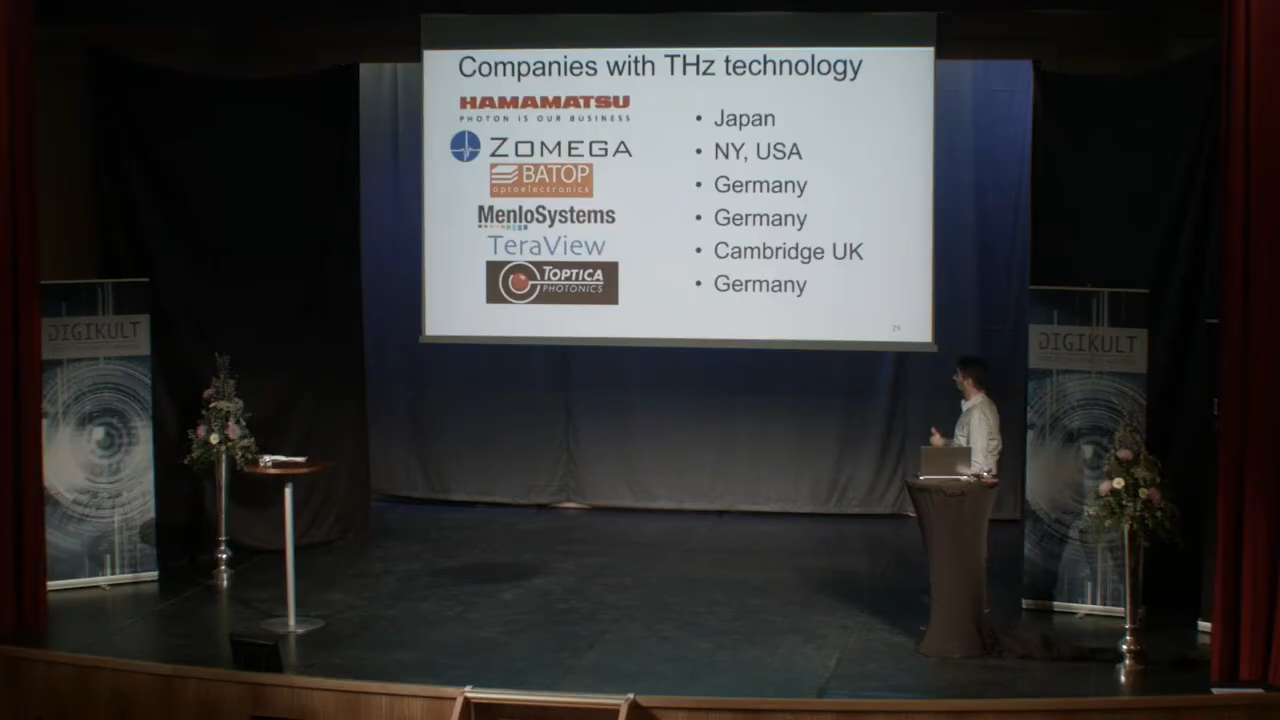 Companies with THz technology
HAMAMATSU
PHOTON IS OUR BUSINESS
ZOMEGA
BATOP
optoelectronics
MenloSystems
TeraView
TOPTICA
PHOTONICS
• Japan
• NY, USA
• Germany
• Germany
• Cambridge UK
• Germany
29
DIGIKULT
DIGIKULT